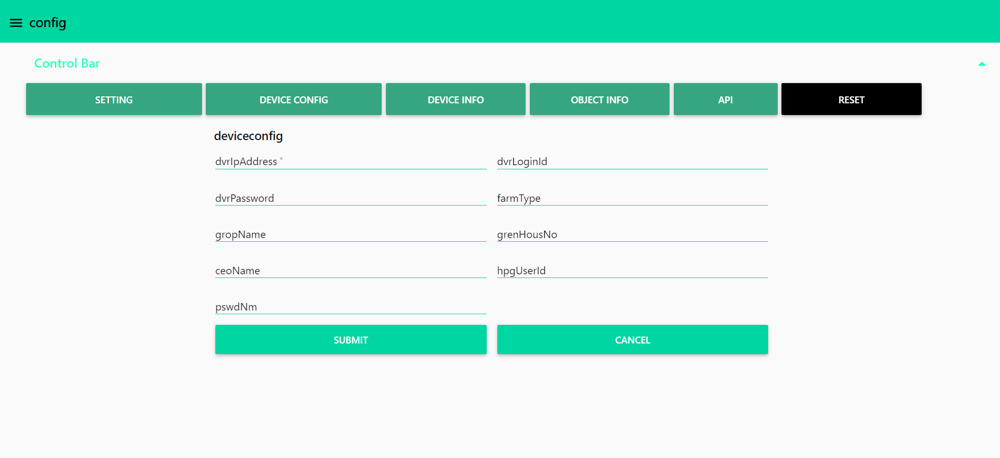 config
Control Bar
SETTING DEVICE CONFIG DEVICE INFO OBJECT INFO API RESET
deviceconfig
dvrIpAddress * dvrLoginId
dvrPassword farmType
gropName grenHousNo
ceoName hpgUserId
pswdNm
SUBMIT CANCEL